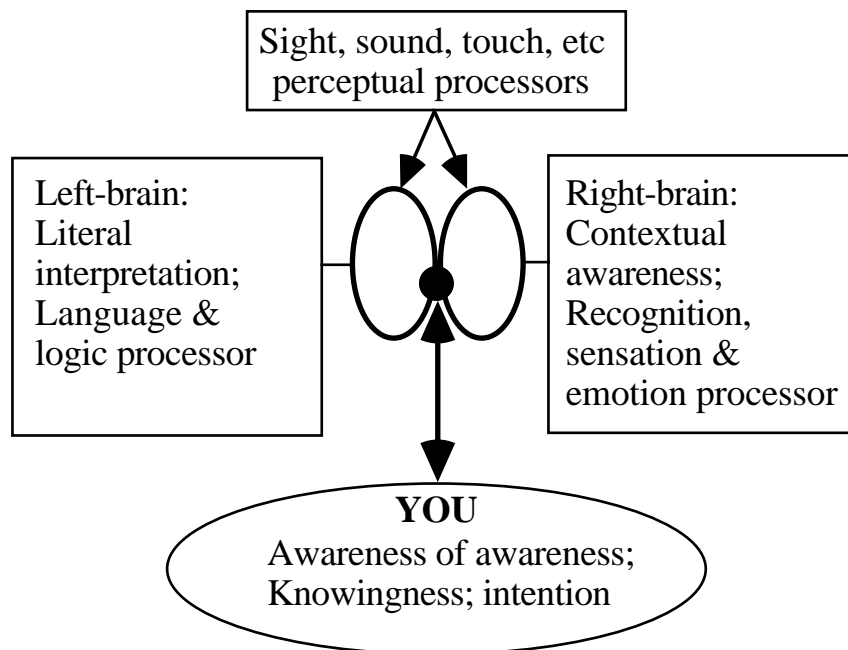 Sight, sound, touch, etc
perceptual processors
Left-brain:
Literal
interpretation;
Language &
logic processor
Right-brain:
Contextual
awareness;
Recognition,
sensation &
emotion processor
YOU
Awareness of awareness;
Knowingness; intention